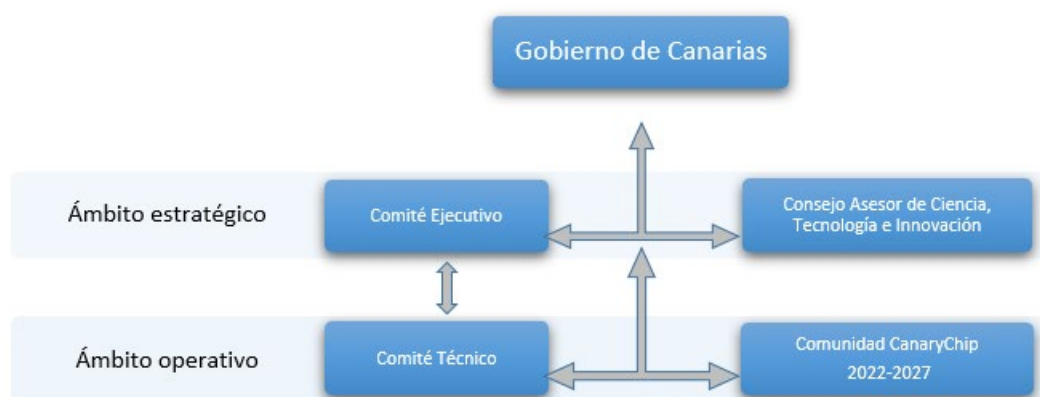 Gobierno de Canarias
Ámbito estratégico
Comité Ejecutivo
Consejo Asesor de Ciencia,
Tecnología e Innovación
Ámbito operativo
Comité Técnico
Comunidad CanaryChip
2022-2027